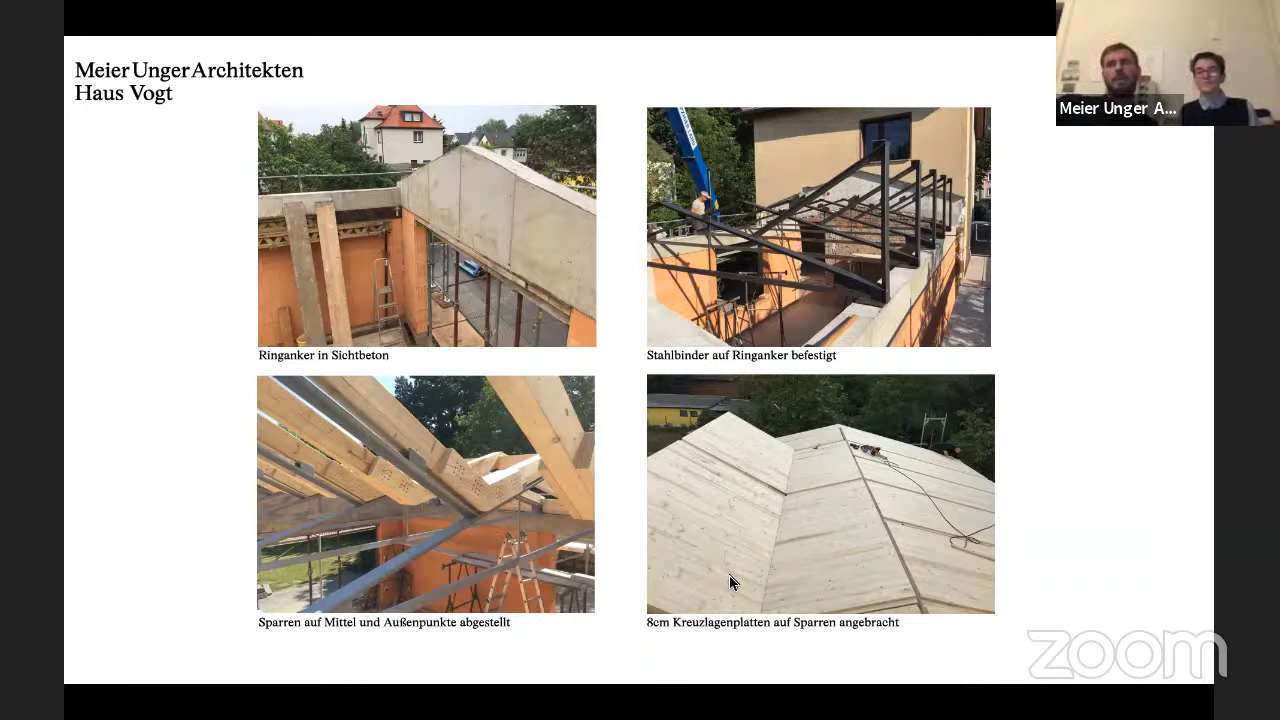 Meier Unger Architekten
Haus Vogt
Meier Unger A...
Ringanker in Sichtbeton
Stahlbinder auf Ringanker befestigt
Sparren auf Mittel und Außenpunkte abgestellt
8cm Kreuzlagenplatten auf Sparren angebracht
zoom